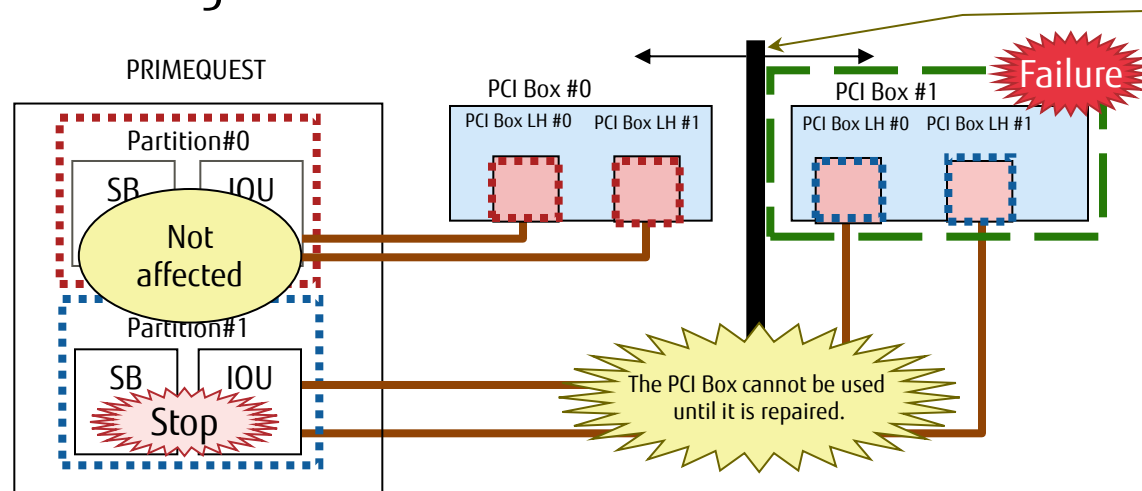 PRIMEQUEST
Partition#0
SB
IOU
Not
affected
Partition#1
SB
IOU
Stop
PCI Box #0
PCI Box LH #0
PCI Box LH #1
PCI Box #1
PCI Box LH #0
PCI Box LH #1
Failure
The PCI Box cannot be used
until it is repaired.